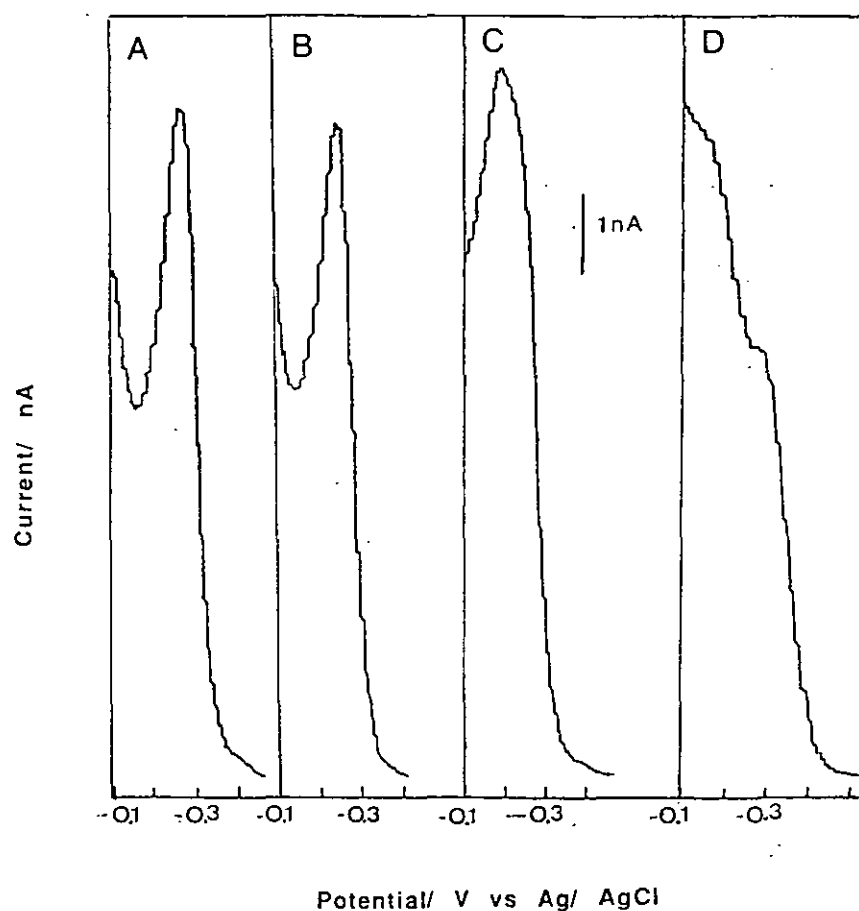 A B C D
1nA
Current/ nA
-0.1 -0.3 -0.1 -0.3 -0.1 -0.3 -0.1 -0.3
Potential/ V vs Ag/ AgCl